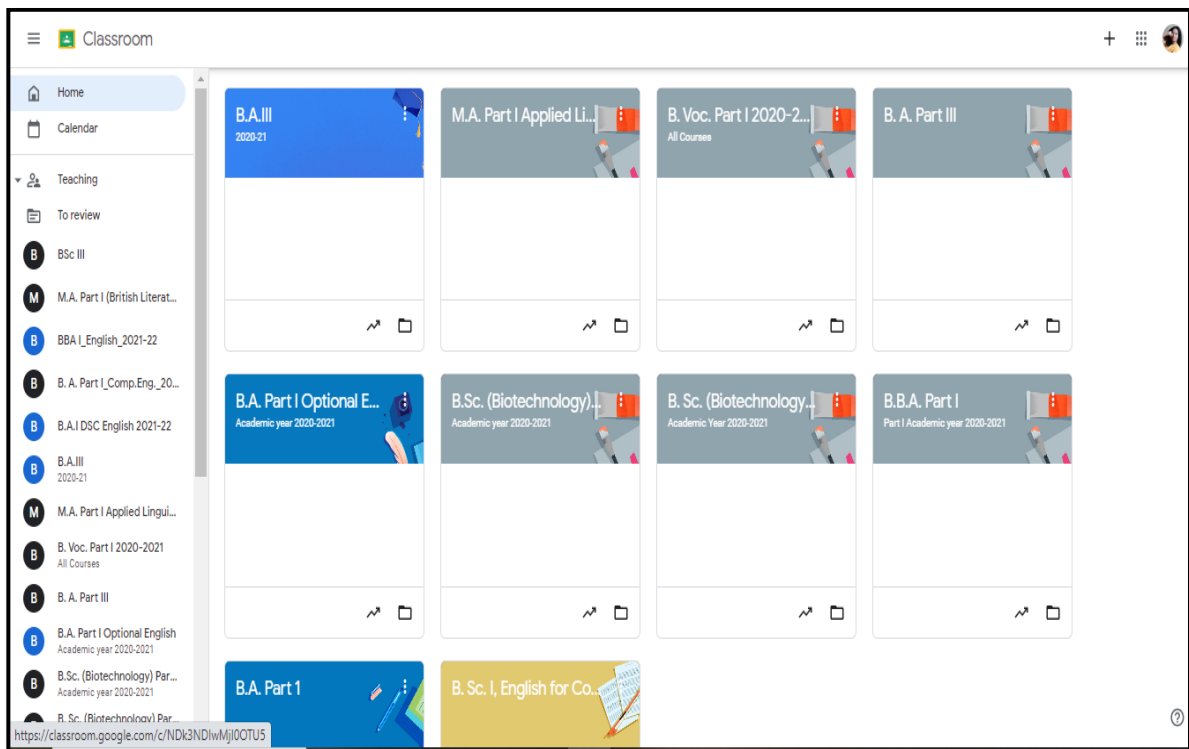 Classroom
Home
Calendar
Teaching
To review
B
BSc III
M
M.A. Part I (British Literat...
B
BBA I_English_2021-22
B
B. A. Part I_Comp.Eng._20...
B
B.A.I DSC English 2021-22
B
B.A.III
2020-21
M
M.A. Part I Applied Lingui...
B
B. Voc. Part I 2020-2021
All Courses
B
B. A. Part III
B
B.A. Part I Optional English
Academic year 2020-2021
B
B.Sc. (Biotechnology) Par...
Academic year 2020-2021
B. Sc. (Biotechnology) Par...
https://classroom.google.com/c/NDk3NDIwMjI0OTU5
B.A.III
2020-21
M.A. Part I Applied Li...
B. Voc. Part I 2020-2...
All Courses
B. A. Part III
B.A. Part I Optional E...
Academic year 2020-2021
B.Sc. (Biotechnology)...
Academic year 2020-2021
B. Sc. (Biotechnology...
Academic Year 2020-2021
B.B.A. Part I
Part I Academic year 2020-2021
B.A. Part 1
B. Sc. I, English for Co...